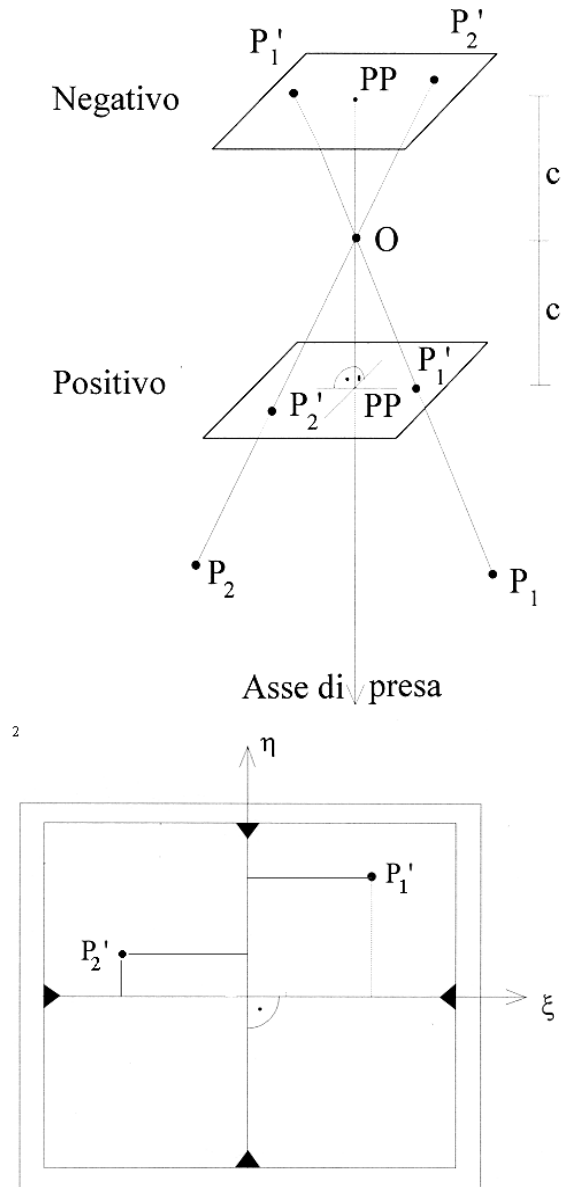 P₁' P₂'
Negativo PP
c
O
c
Positivo P₁'
P₂' PP
P₂ P₁
Asse di presa
2
η
P₁'
P₂'
ξ